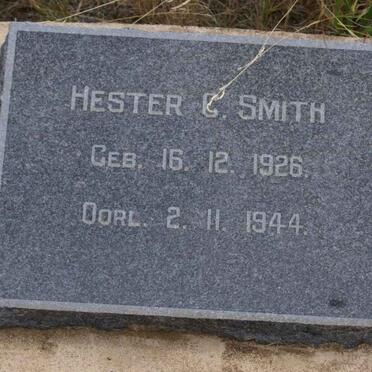 HESTER C. SMITH
GEB. 16. 12. 1926.
OORL. 2. 11. 1944.